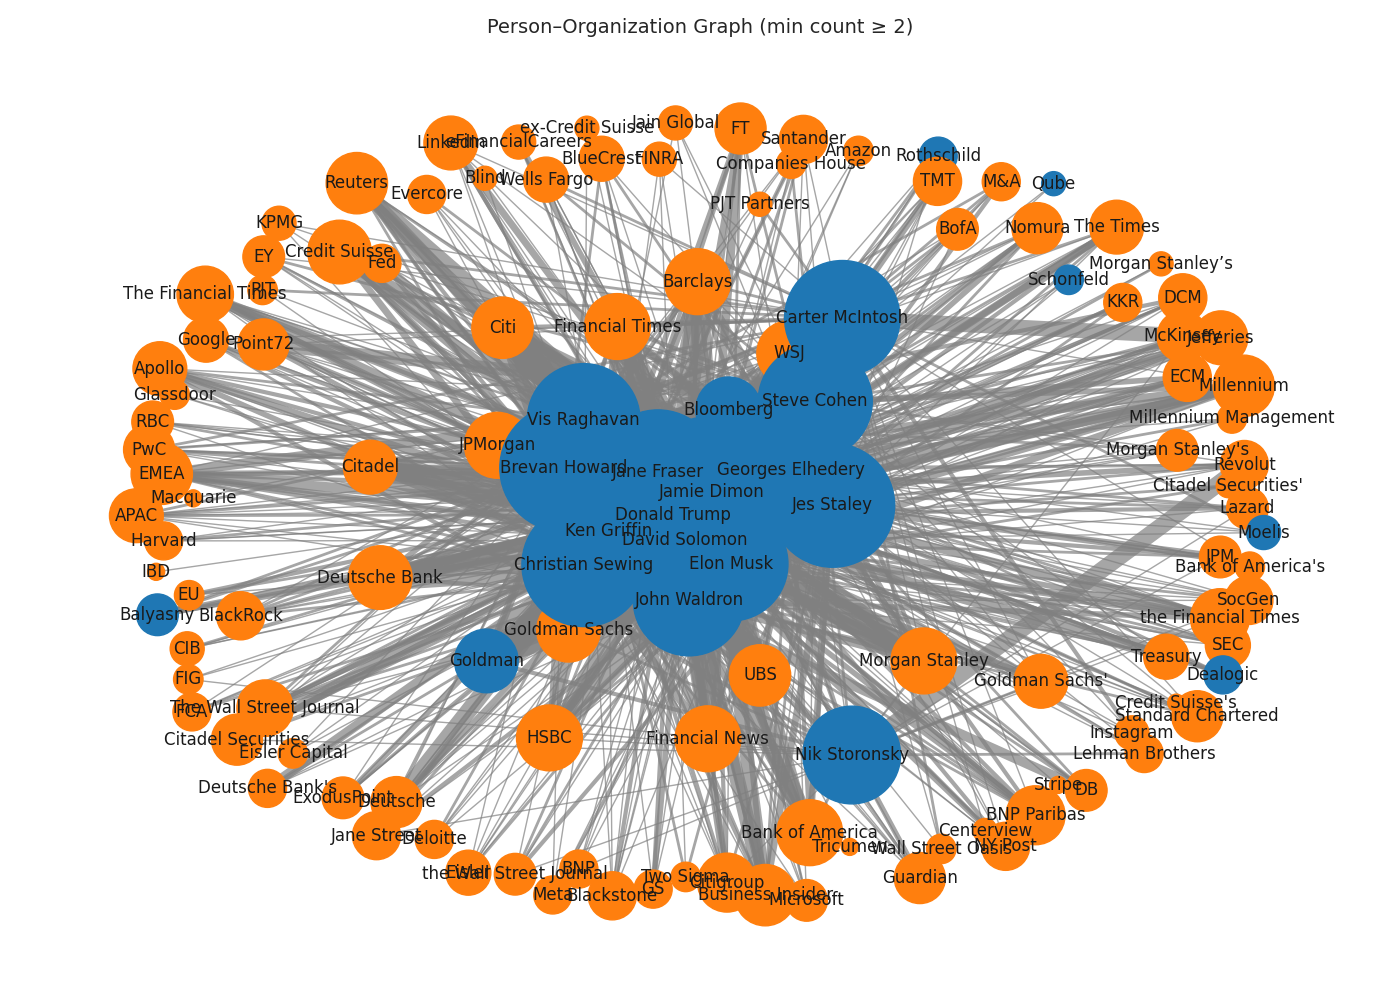 Person–Organization Graph (min count ≥ 2)
Jain Global
ex-Credit Suisse
FT
LinkedIn
eFinancialCareers
Santander
Amazon
Rothschild
BlueCrest
FINRA
Companies House
Blind
Wells Fargo
TMT
M&A
Qube
Reuters
Evercore
PJT Partners
KPMG
BofA
Nomura
The Times
EY
Credit Suisse
Fed
Morgan Stanley’s
Schonfeld
Barclays
PJT
The Financial Times
DCM
KKR
Carter McIntosh
Citi
Financial Times
McKinsey
Jefferies
Google
Point72
WSJ
Apollo
ECM
Millennium
Glassdoor
Steve Cohen
Bloomberg
RBC
Vis Raghavan
Millennium Management
PwC
JPMorgan
Morgan Stanley's
Citadel
Brevan Howard
Jane Fraser
Georges Elhedery
Revolut
EMEA
Citadel Securities'
Macquarie
Jamie Dimon
Jes Staley
Lazard
APAC
Donald Trump
Ken Griffin
Moelis
Harvard
David Solomon
JPM
Christian Sewing
Elon Musk
Bank of America's
IBD
Deutsche Bank
EU
John Waldron
SocGen
Balyasny
BlackRock
the Financial Times
Goldman Sachs
SEC
CIB
Goldman
Morgan Stanley
Treasury
UBS
Dealogic
FIG
Goldman Sachs'
Credit Suisse's
The Wall Street Journal
FCA
Standard Chartered
Instagram
Citadel Securities
HSBC
Financial News
Eisler Capital
Nik Storonsky
Lehman Brothers
Deutsche Bank's
Stripe
DB
ExodusPoint
Deutsche
BNP Paribas
Jane Street
Deloitte
Bank of America
Centerview
Tricumen
Wall Street Oasis
NY Post
the Wall Street Journal
BNP
Two Sigma
Citigroup
Guardian
Meta
Blackstone
GS
Business Insider
Microsoft